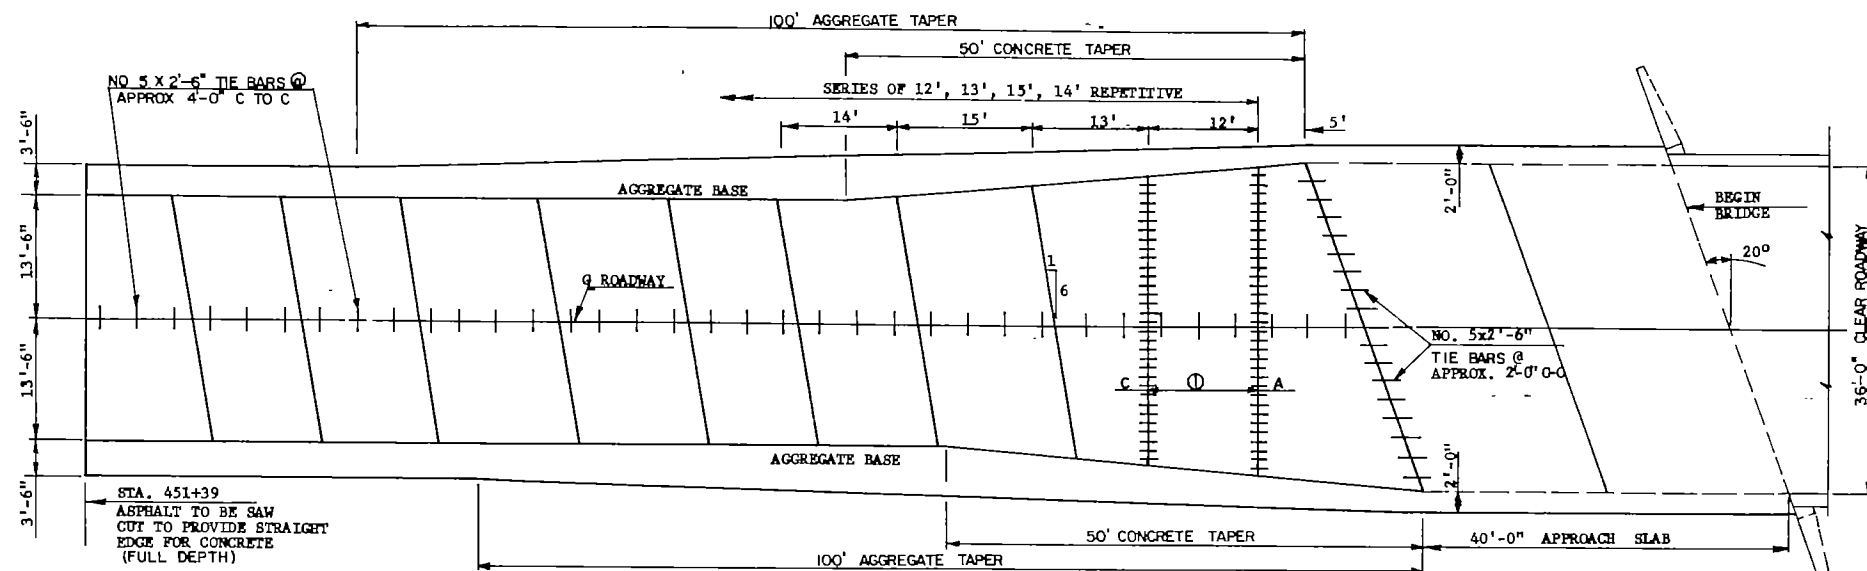 100' AGGREGATE TAPER
50' CONCRETE TAPER
NO 5 X 2'-6" TIE BARS @
APPROX 4'-0" C TO C
SERIES OF 12', 13', 15', 14' REPETITIVE
14'
15'
13'
12'
5'
3'-6"
AGGREGATE BASE
2'-0"
BEGIN
BRIDGE
13'-6"
℄ ROADWAY
1
6
20°
36'-0" CLEAR ROADWAY
NO. 5x2'-6"
TIE BARS @
APPROX. 2'-0" C-C
13'-6"
C
①
A
AGGREGATE BASE
2'-0"
3'-6"
STA. 451+39
ASPHALT TO BE SAW
CUT TO PROVIDE STRAIGHT
EDGE FOR CONCRETE
(FULL DEPTH)
50' CONCRETE TAPER
40'-0" APPROACH SLAB
100' AGGREGATE TAPER